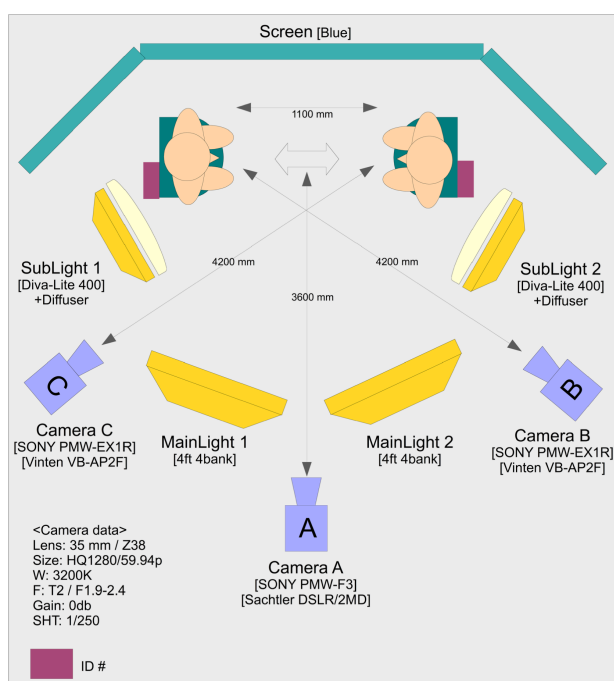 Screen [Blue]
1100 mm
4200 mm
4200 mm
3600 mm
SubLight 1
[Diva-Lite 400]
+Diffuser
SubLight 2
[Diva-Lite 400]
+Diffuser
C
Camera C
[SONY PMW-EX1R]
[Vinten VB-AP2F]
MainLight 1
[4ft 4bank]
MainLight 2
[4ft 4bank]
B
Camera B
[SONY PMW-EX1R]
[Vinten VB-AP2F]
A
Camera A
[SONY PMW-F3]
[Sachtler DSLR/2MD]
<Camera data>
Lens: 35 mm / Z38
Size: HQ1280/59.94p
W: 3200K
F: T2 / F1.9-2.4
Gain: 0db
SHT: 1/250
ID #